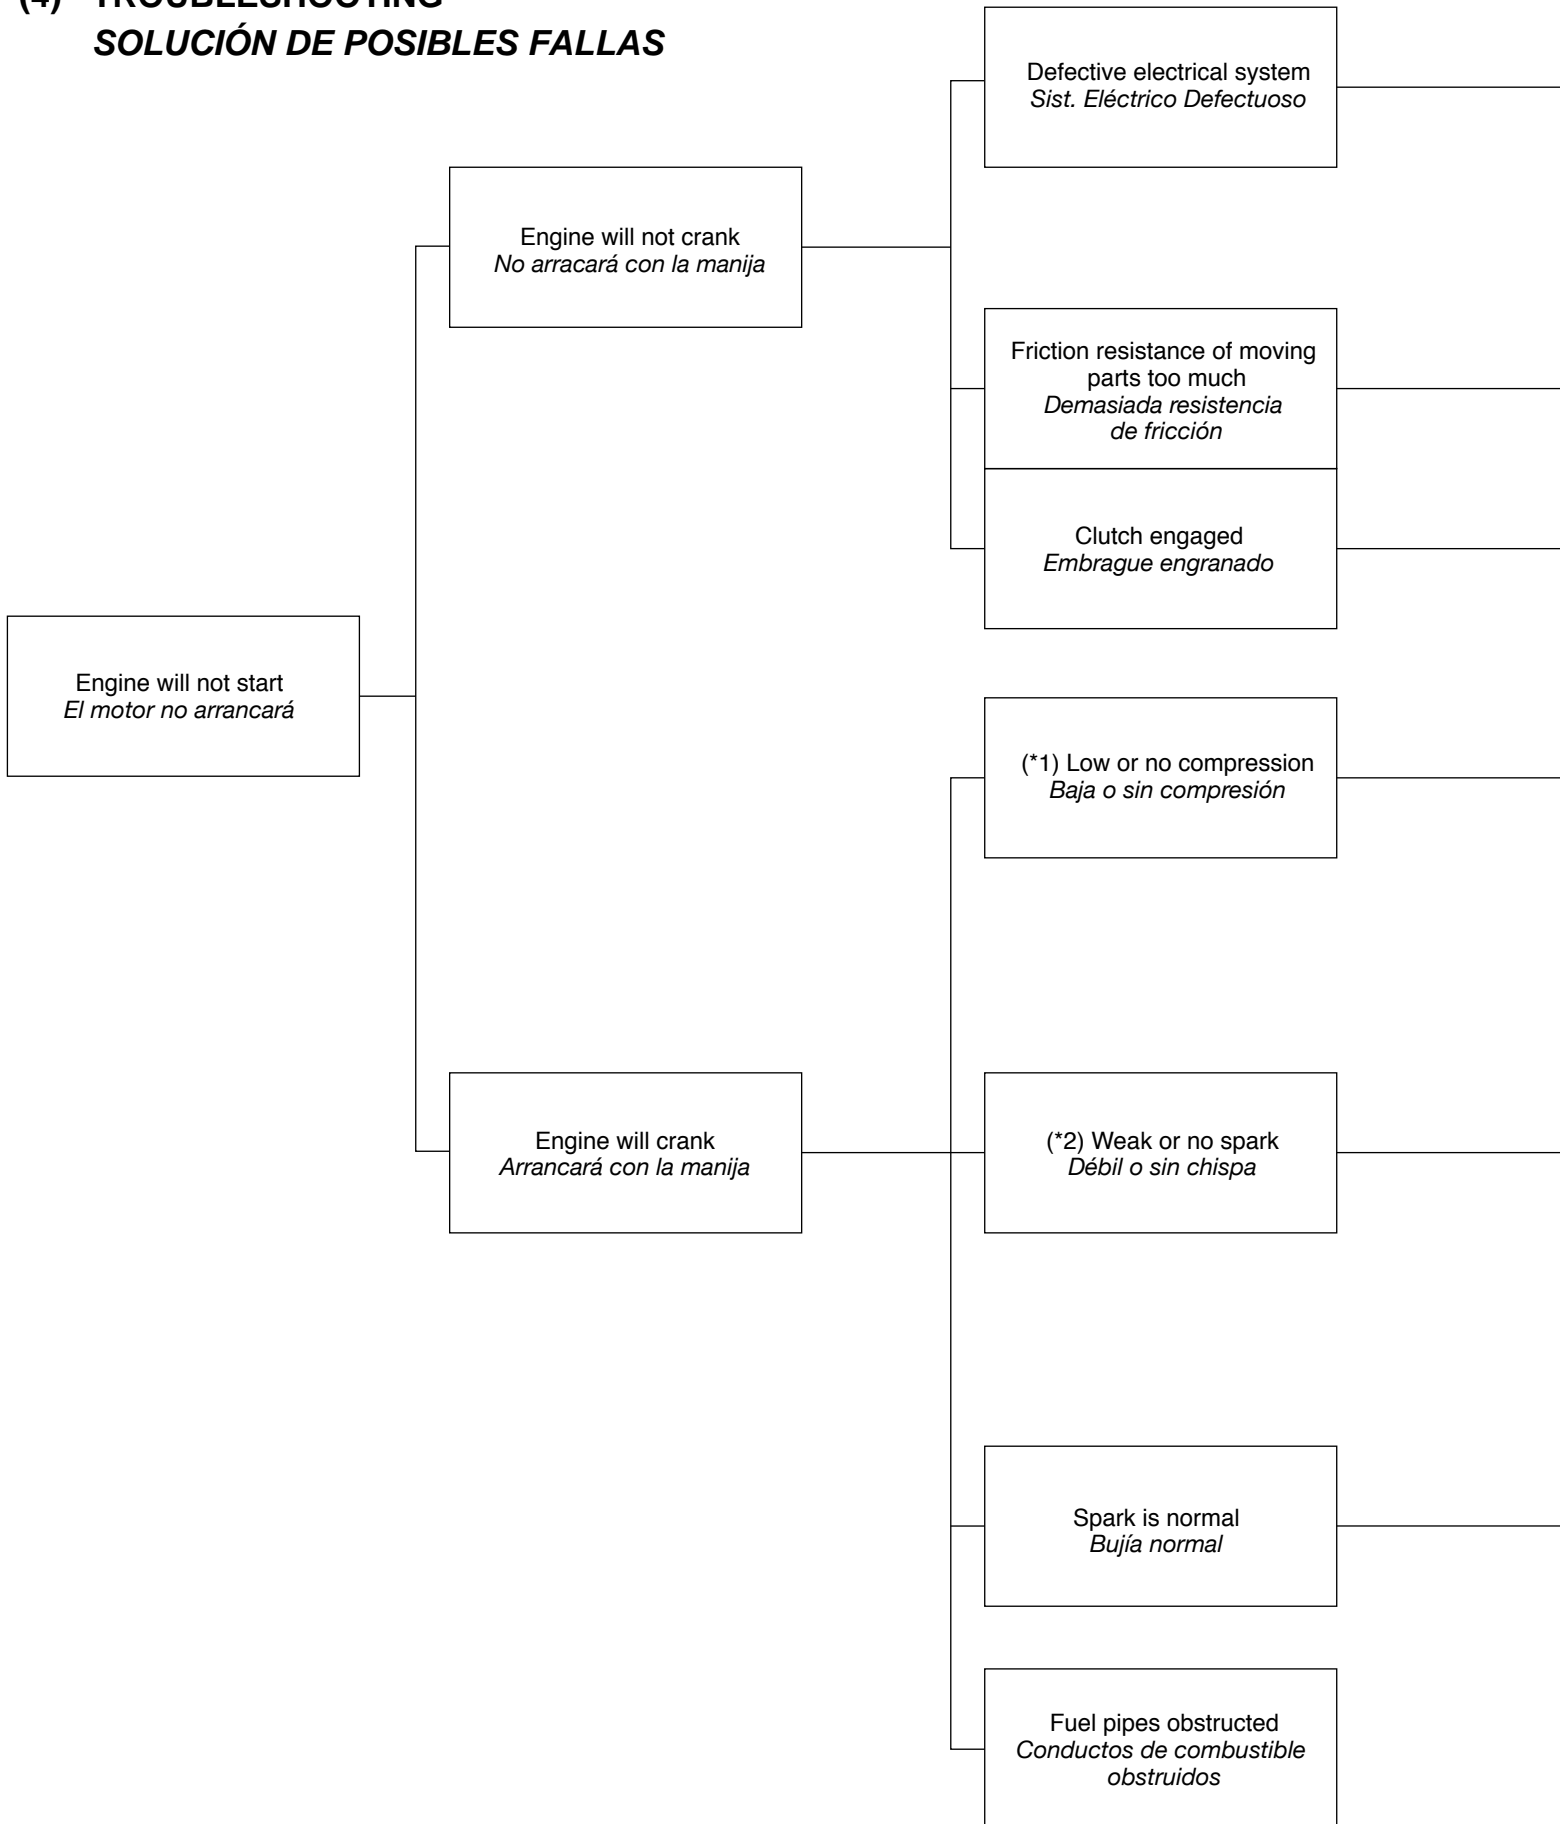 (4) TROUBLESHOOTING
SOLUCIÓN DE POSIBLES FALLAS
Defective electrical system
Sist. Eléctrico Defectuoso
Engine will not crank
No arracará con la manija
Friction resistance of moving
parts too much
Demasiada resistencia
de fricción
Clutch engaged
Embrague engranado
Engine will not start
El motor no arrancará
(*1) Low or no compression
Baja o sin compresión
Engine will crank
Arrancará con la manija
(*2) Weak or no spark
Débil o sin chispa
Spark is normal
Bujía normal
Fuel pipes obstructed
Conductos de combustible
obstruidos